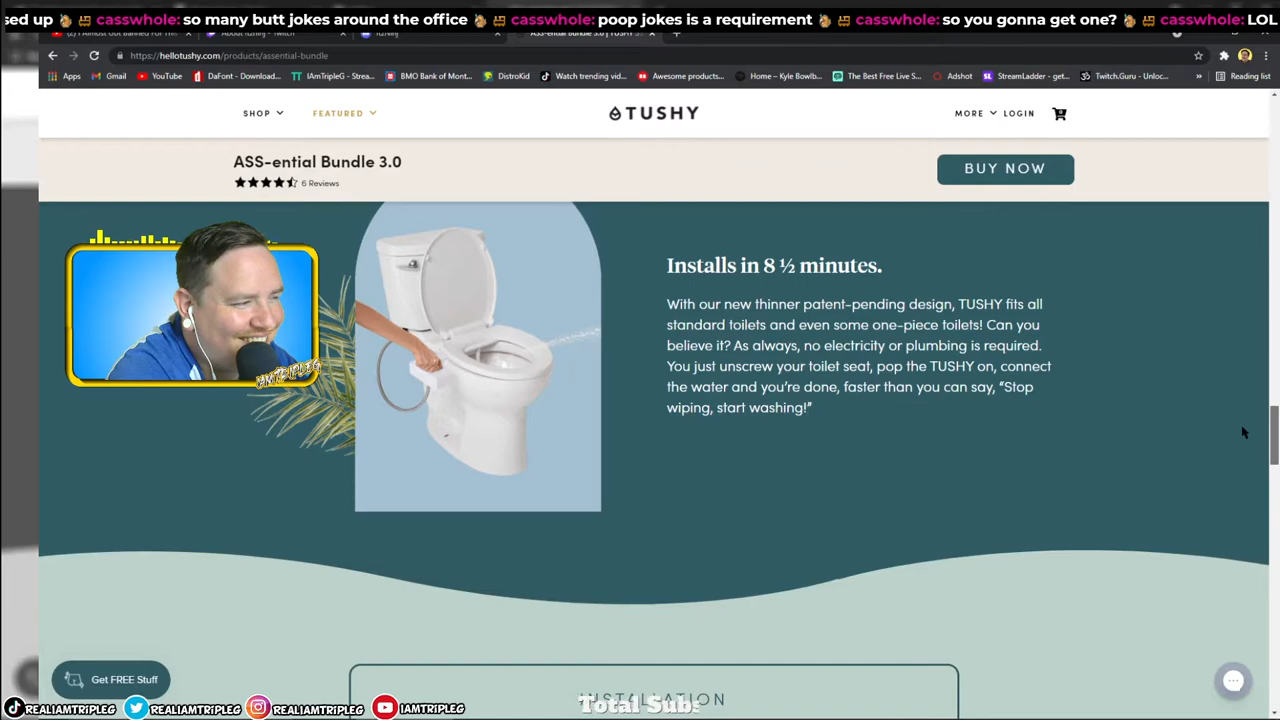 sed up casswhole: so many butt jokes around the office casswhole: poop jokes is a requirement casswhole: so you gonna get one? casswhole: LOL
https://hellotushy.com/products/assential-bundle
Apps Gmail YouTube DaFont - Download... IAmTripleG - Strea... BMO Bank of Mont... DistroKid Watch trending vid... Awesome products... Home – Kyle Bowlb... The Best Free Live S... Adshot StreamLadder - get... Twitch.Guru - Unloc... » Reading list
SHOP FEATURED TUSHY MORE LOGIN
ASS-ential Bundle 3.0
6 Reviews
BUY NOW
Installs in 8 ½ minutes.
With our new thinner patent-pending design, TUSHY fits all
standard toilets and even some one-piece toilets! Can you
believe it? As always, no electricity or plumbing is required.
You just unscrew your toilet seat, pop the TUSHY on, connect
the water and you're done, faster than you can say, “Stop
wiping, start washing!”
IAMTRIPLEG
Get FREE Stuff
INSTALLATION
Total Subs
REALIAMTRIPLEG REALIAMTRIPLEG REALIAMTRIPLEG IAMTRIPLEG